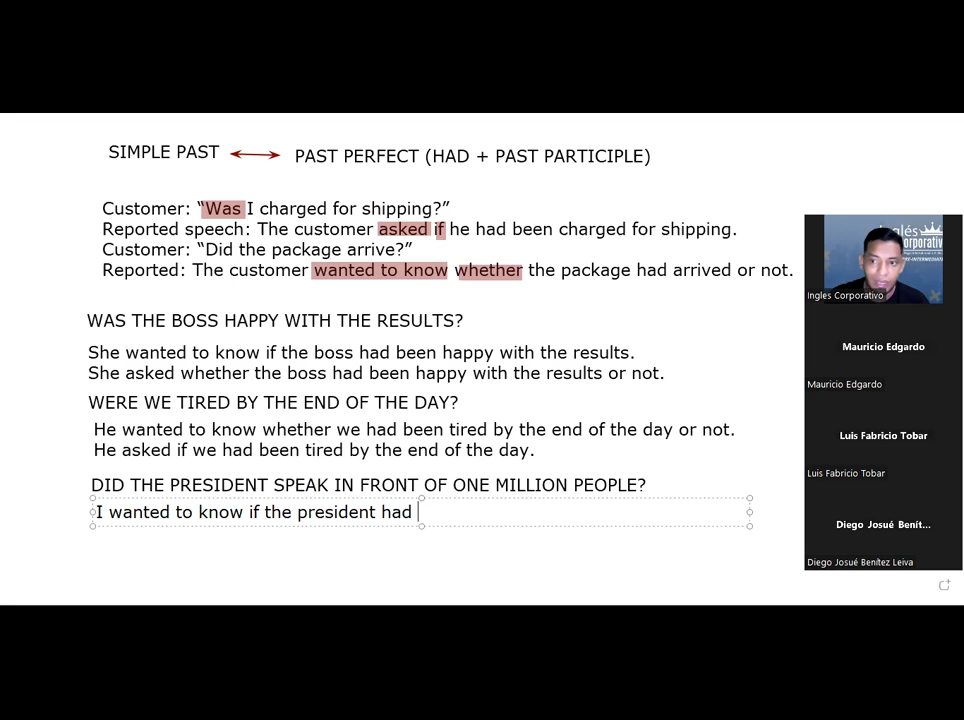 SIMPLE PAST
PAST PERFECT (HAD + PAST PARTICIPLE)
Customer: “Was I charged for shipping?”
Reported speech: The customer asked if he had been charged for shipping.
Customer: “Did the package arrive?”
Reported: The customer wanted to know whether the package had arrived or not.
WAS THE BOSS HAPPY WITH THE RESULTS?
She wanted to know if the boss had been happy with the results.
She asked whether the boss had been happy with the results or not.
WERE WE TIRED BY THE END OF THE DAY?
He wanted to know whether we had been tired by the end of the day or not.
He asked if we had been tired by the end of the day.
DID THE PRESIDENT SPEAK IN FRONT OF ONE MILLION PEOPLE?
I wanted to know if the president had
Ingles Corporativo
Mauricio Edgardo
Mauricio Edgardo
Luis Fabricio Tobar
Luis Fabricio Tobar
Diego Josué Benít...
Diego Josué Benítez Leiva